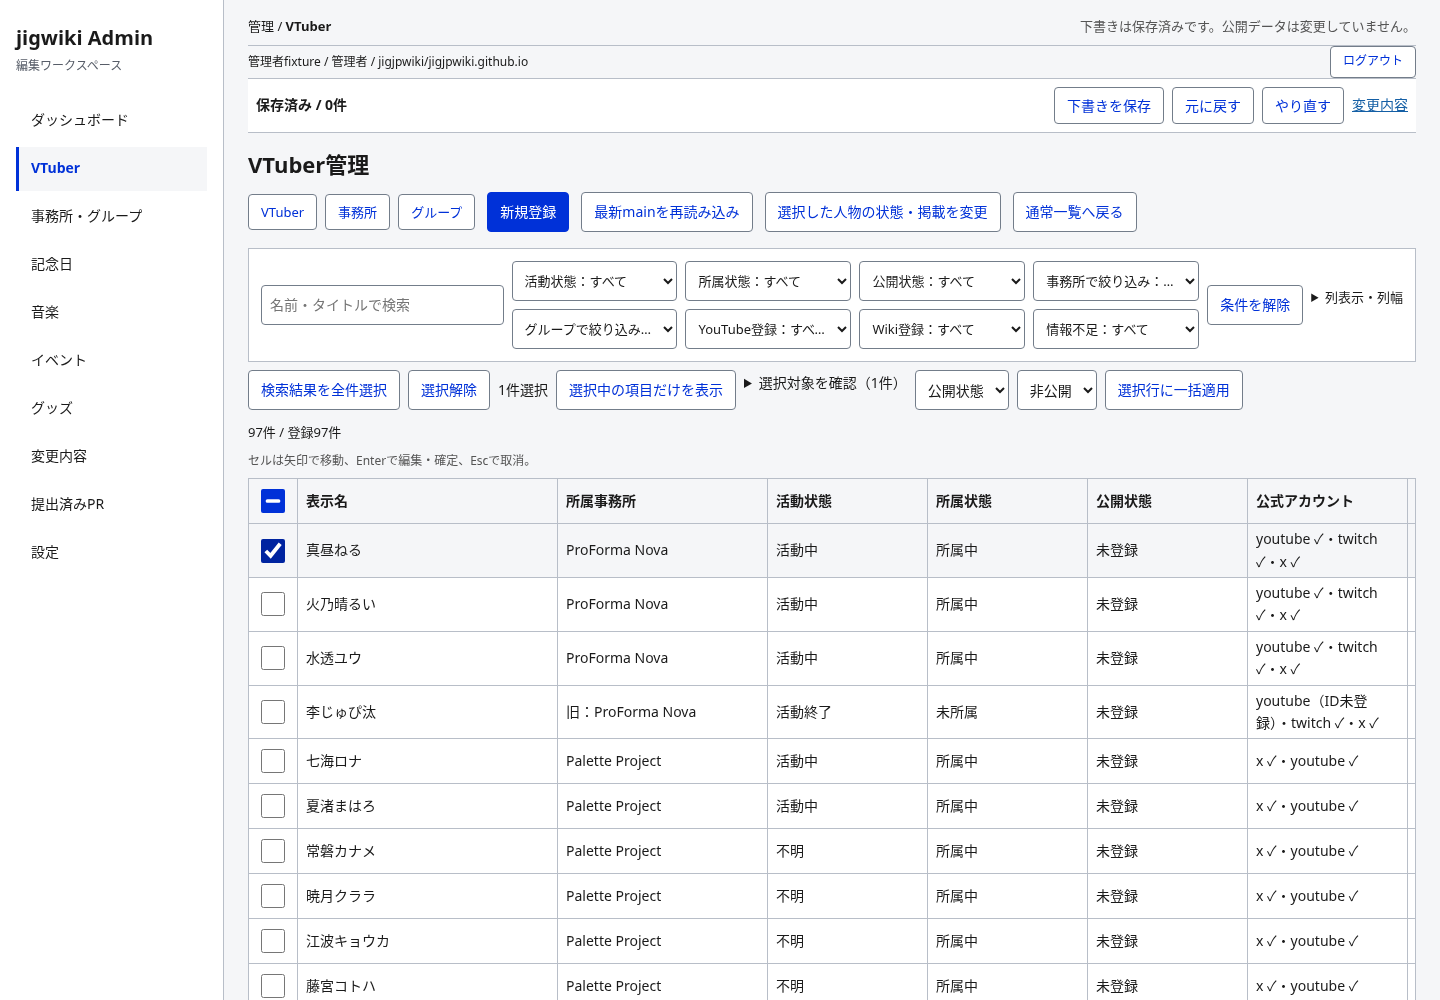 jigwiki Admin
編集ワークスペース
ダッシュボード
VTuber
事務所・グループ
記念日
音楽
イベント
グッズ
変更内容
提出済みPR
設定
管理 / VTuber
下書きは保存済みです。公開データは変更していません。
管理者fixture / 管理者 / jigjpwiki/jigjpwiki.github.io
ログアウト
保存済み / 0件
下書きを保存
元に戻す
やり直す
変更内容
VTuber管理
VTuber
事務所
グループ
新規登録
最新mainを再読み込み
選択した人物の状態・掲載を変更
通常一覧へ戻る
名前・タイトルで検索
活動状態：すべて
所属状態：すべて
公開状態：すべて
事務所で絞り込み：...
グループで絞り込み...
YouTube登録：すべ...
Wiki登録：すべて
情報不足：すべて
条件を解除
▶ 列表示・列幅
検索結果を全件選択
選択解除
1件選択
選択中の項目だけを表示
▶ 選択対象を確認（1件）
公開状態
非公開
選択行に一括適用
97件 / 登録97件
セルは矢印で移動、Enterで編集・確定、Escで取消。
表示名 所属事務所 活動状態 所属状態 公開状態 公式アカウント
真昼ねる ProForma Nova 活動中 所属中 未登録 youtube ✓・twitch
✓・x ✓
火乃晴るい ProForma Nova 活動中 所属中 未登録 youtube ✓・twitch
✓・x ✓
水透ユウ ProForma Nova 活動中 所属中 未登録 youtube ✓・twitch
✓・x ✓
李じゅぴ汰 旧：ProForma Nova 活動終了 未所属 未登録 youtube（ID未登
録）・twitch ✓・x ✓
七海ロナ Palette Project 活動中 所属中 未登録 x ✓・youtube ✓
夏渚まはろ Palette Project 活動中 所属中 未登録 x ✓・youtube ✓
常磐カナメ Palette Project 不明 所属中 未登録 x ✓・youtube ✓
暁月クララ Palette Project 不明 所属中 未登録 x ✓・youtube ✓
江波キョウカ Palette Project 不明 所属中 未登録 x ✓・youtube ✓
藤宮コトハ Palette Project 不明 所属中 未登録 x ✓・youtube ✓